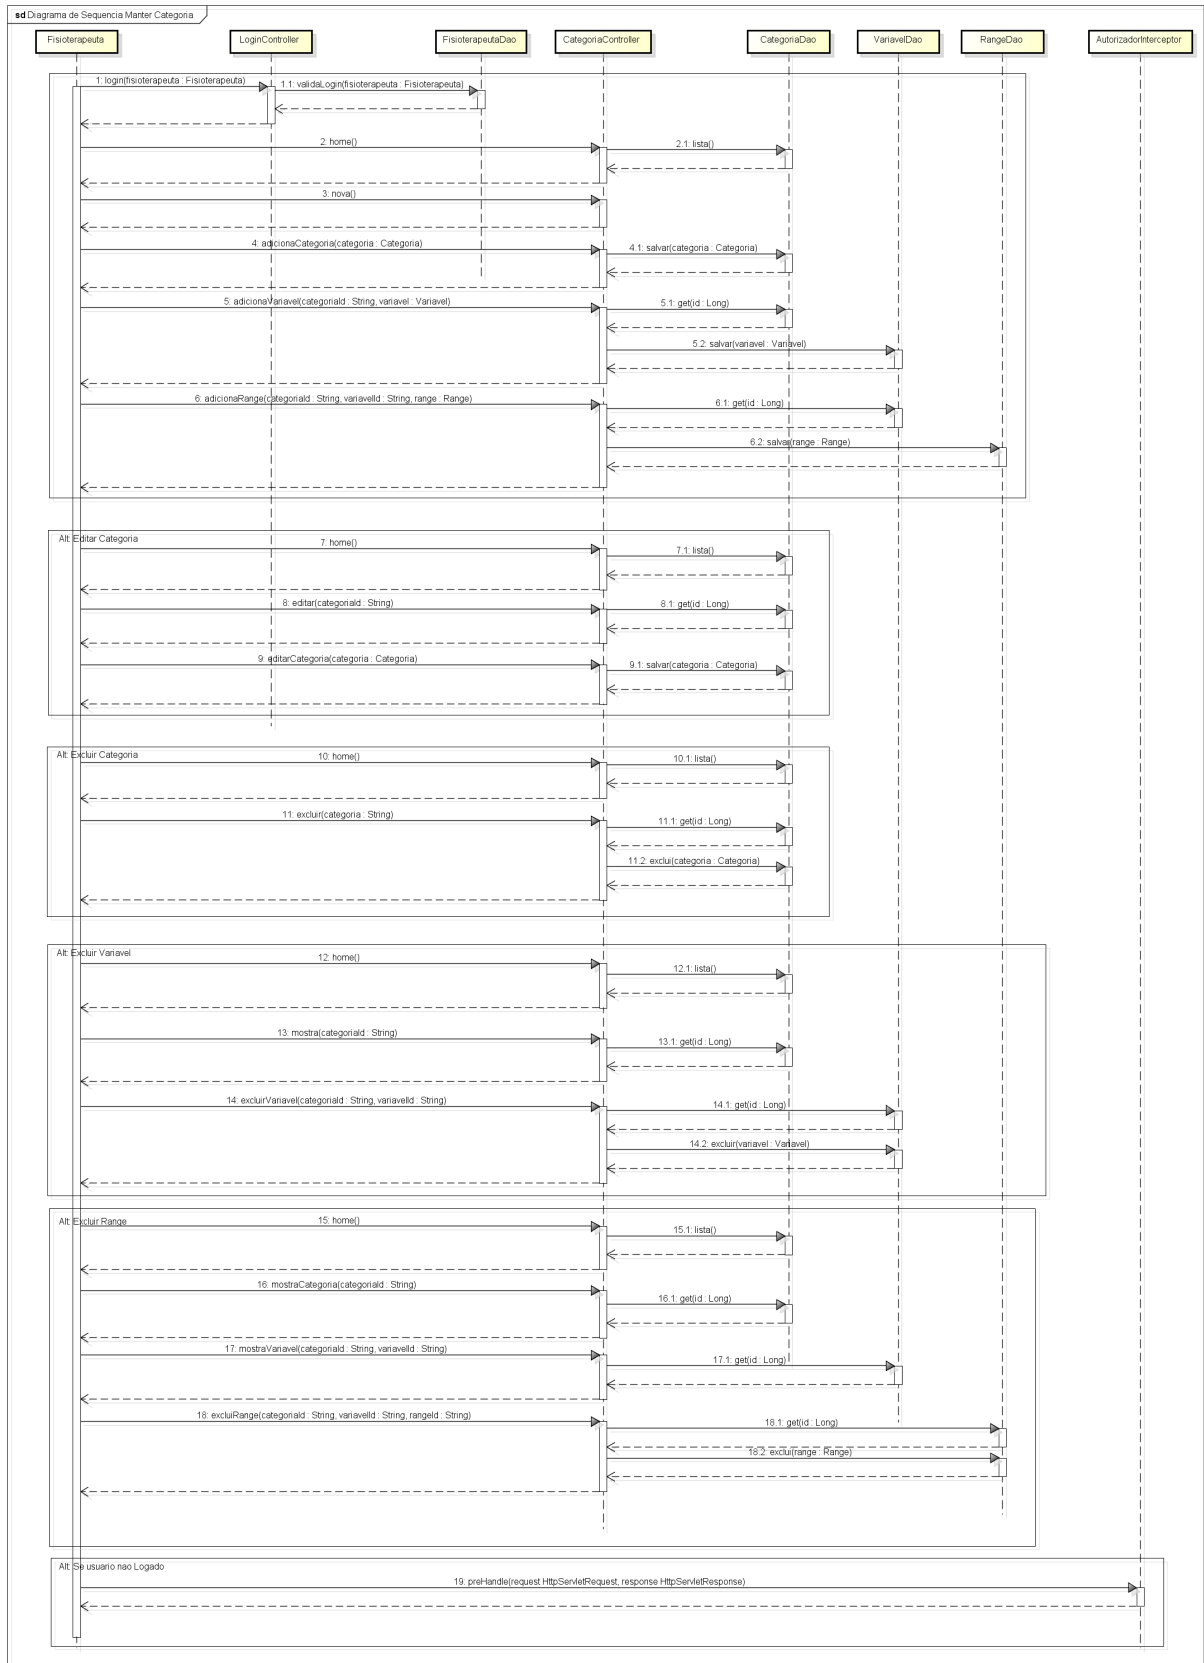 sd Diagrama de Sequencia Manter Categoria
Fisioterapeuta
LoginController
FisioterapeutaDao
CategoriaController
CategoriaDao
VariavelDao
RangeDao
AutorizadorInterceptor
1: login(fisioterapeuta : Fisioterapeuta)
1.1: validaLogin(fisioterapeuta : Fisioterapeuta)
2: home()
2.1: lista()
3: nova()
4: adicionaCategoria(categoria : Categoria)
4.1: salvar(categoria : Categoria)
5: adicionaVariavel(categoriaId : String, variavel : Variavel)
5.1: get(id : Long)
5.2: salvar(variavel : Variavel)
6: adicionaRange(categoriaId : String, variavelId : String, range : Range)
6.1: get(id : Long)
6.2: salvar(range : Range)
Alt: Editar Categoria
7: home()
7.1: lista()
8: editar(categoriaId : String)
8.1: get(id : Long)
9: editarCategoria(categoria : Categoria)
9.1: salvar(categoria : Categoria)
Alt: Excluir Categoria
10: home()
10.1: lista()
11: excluir(categoria : String)
11.1: get(id : Long)
11.2: exclui(categoria : Categoria)
Alt: Excluir Variavel
12: home()
12.1: lista()
13: mostra(categoriaId : String)
13.1: get(id : Long)
14: excluirVariavel(categoriaId : String, variavelId : String)
14.1: get(id : Long)
14.2: excluir(variavel : Variavel)
Alt: Excluir Range
15: home()
15.1: lista()
16: mostraCategoria(categoriaId : String)
16.1: get(id : Long)
17: mostraVariavel(categoriaId : String, variavelId : String)
17.1: get(id : Long)
18: excluiRange(categoriaId : String, variavelId : String, rangeId : String)
18.1: get(id : Long)
18.2: exclui(range : Range)
Alt: Se usuario nao Logado
19: preHandle(request HttpServletRequest, response HttpServletResponse)